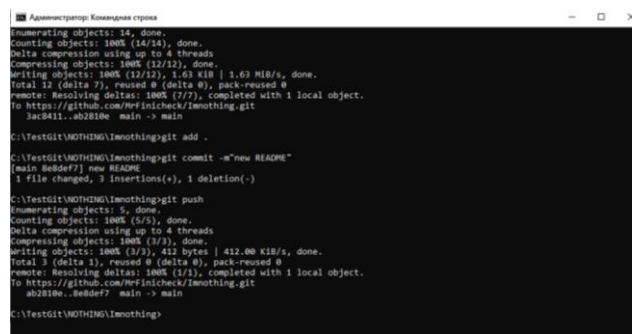 Администратор: Командная строка
Enumerating objects: 14, done.
Counting objects: 100% (14/14), done.
Delta compression using up to 4 threads
Compressing objects: 100% (12/12), done.
Writing objects: 100% (12/12), 1.63 KiB | 1.63 MiB/s, done.
Total 12 (delta 7), reused 0 (delta 0), pack-reused 0
remote: Resolving deltas: 100% (7/7), completed with 1 local object.
To https://github.com/MrFinicheck/Imnothing.git
3ac8411..ab2810e main -> main
C:\TestGit\NOTHING\Imnothing>git add .
C:\TestGit\NOTHING\Imnothing>git commit -m"new README"
[main 8e8def7] new README
1 file changed, 3 insertions(+), 1 deletion(-)
C:\TestGit\NOTHING\Imnothing>git push
Enumerating objects: 5, done.
Counting objects: 100% (5/5), done.
Delta compression using up to 4 threads
Compressing objects: 100% (3/3), done.
Writing objects: 100% (3/3), 412 bytes | 412.00 KiB/s, done.
Total 3 (delta 1), reused 0 (delta 0), pack-reused 0
remote: Resolving deltas: 100% (1/1), completed with 1 local object.
To https://github.com/MrFinicheck/Imnothing.git
ab2810e..8e8def7 main -> main
C:\TestGit\NOTHING\Imnothing>